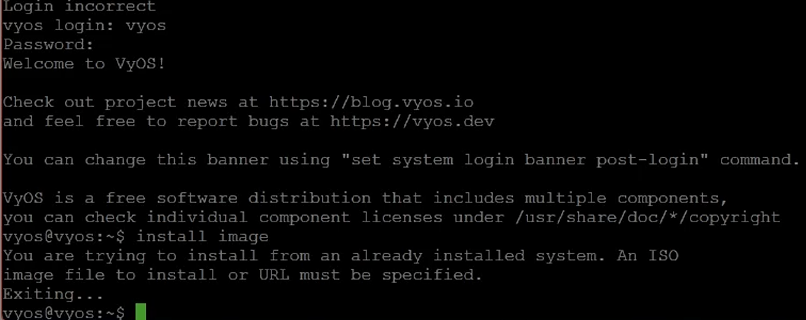 Login incorrect
vyos login: vyos
Password:
Welcome to VyOS!
Check out project news at https://blog.vyos.io
and feel free to report bugs at https://vyos.dev
You can change this banner using "set system login banner post-login" command.
VyOS is a free software distribution that includes multiple components,
you can check individual component licenses under /usr/share/doc/*/copyright
vyos@vyos:~$ install image
You are trying to install from an already installed system. An ISO
image file to install or URL must be specified.
Exiting...
vyos@vyos:~$